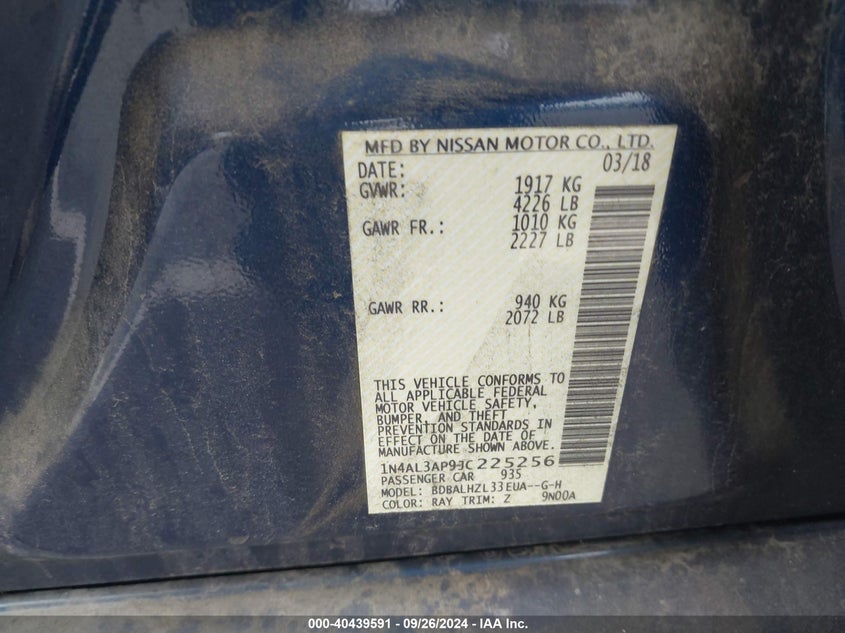 MFD BY NISSAN MOTOR CO., LTD.
DATE: 03/18
GVWR: 1917 KG
4226 LB
GAWR FR.: 1010 KG
2227 LB
GAWR RR.: 940 KG
2072 LB
THIS VEHICLE CONFORMS TO
ALL APPLICABLE FEDERAL
MOTOR VEHICLE SAFETY,
BUMPER, AND THEFT
PREVENTION STANDARDS IN
EFFECT ON THE DATE OF
MANUFACTURE SHOWN ABOVE.
1N4AL3AP9JC225256
PASSENGER CAR 935
MODEL: BDBALHZL33EUA--G-H
COLOR: RAY TRIM: Z 9N00A
000-40439591 - 09/26/2024 - IAA Inc.